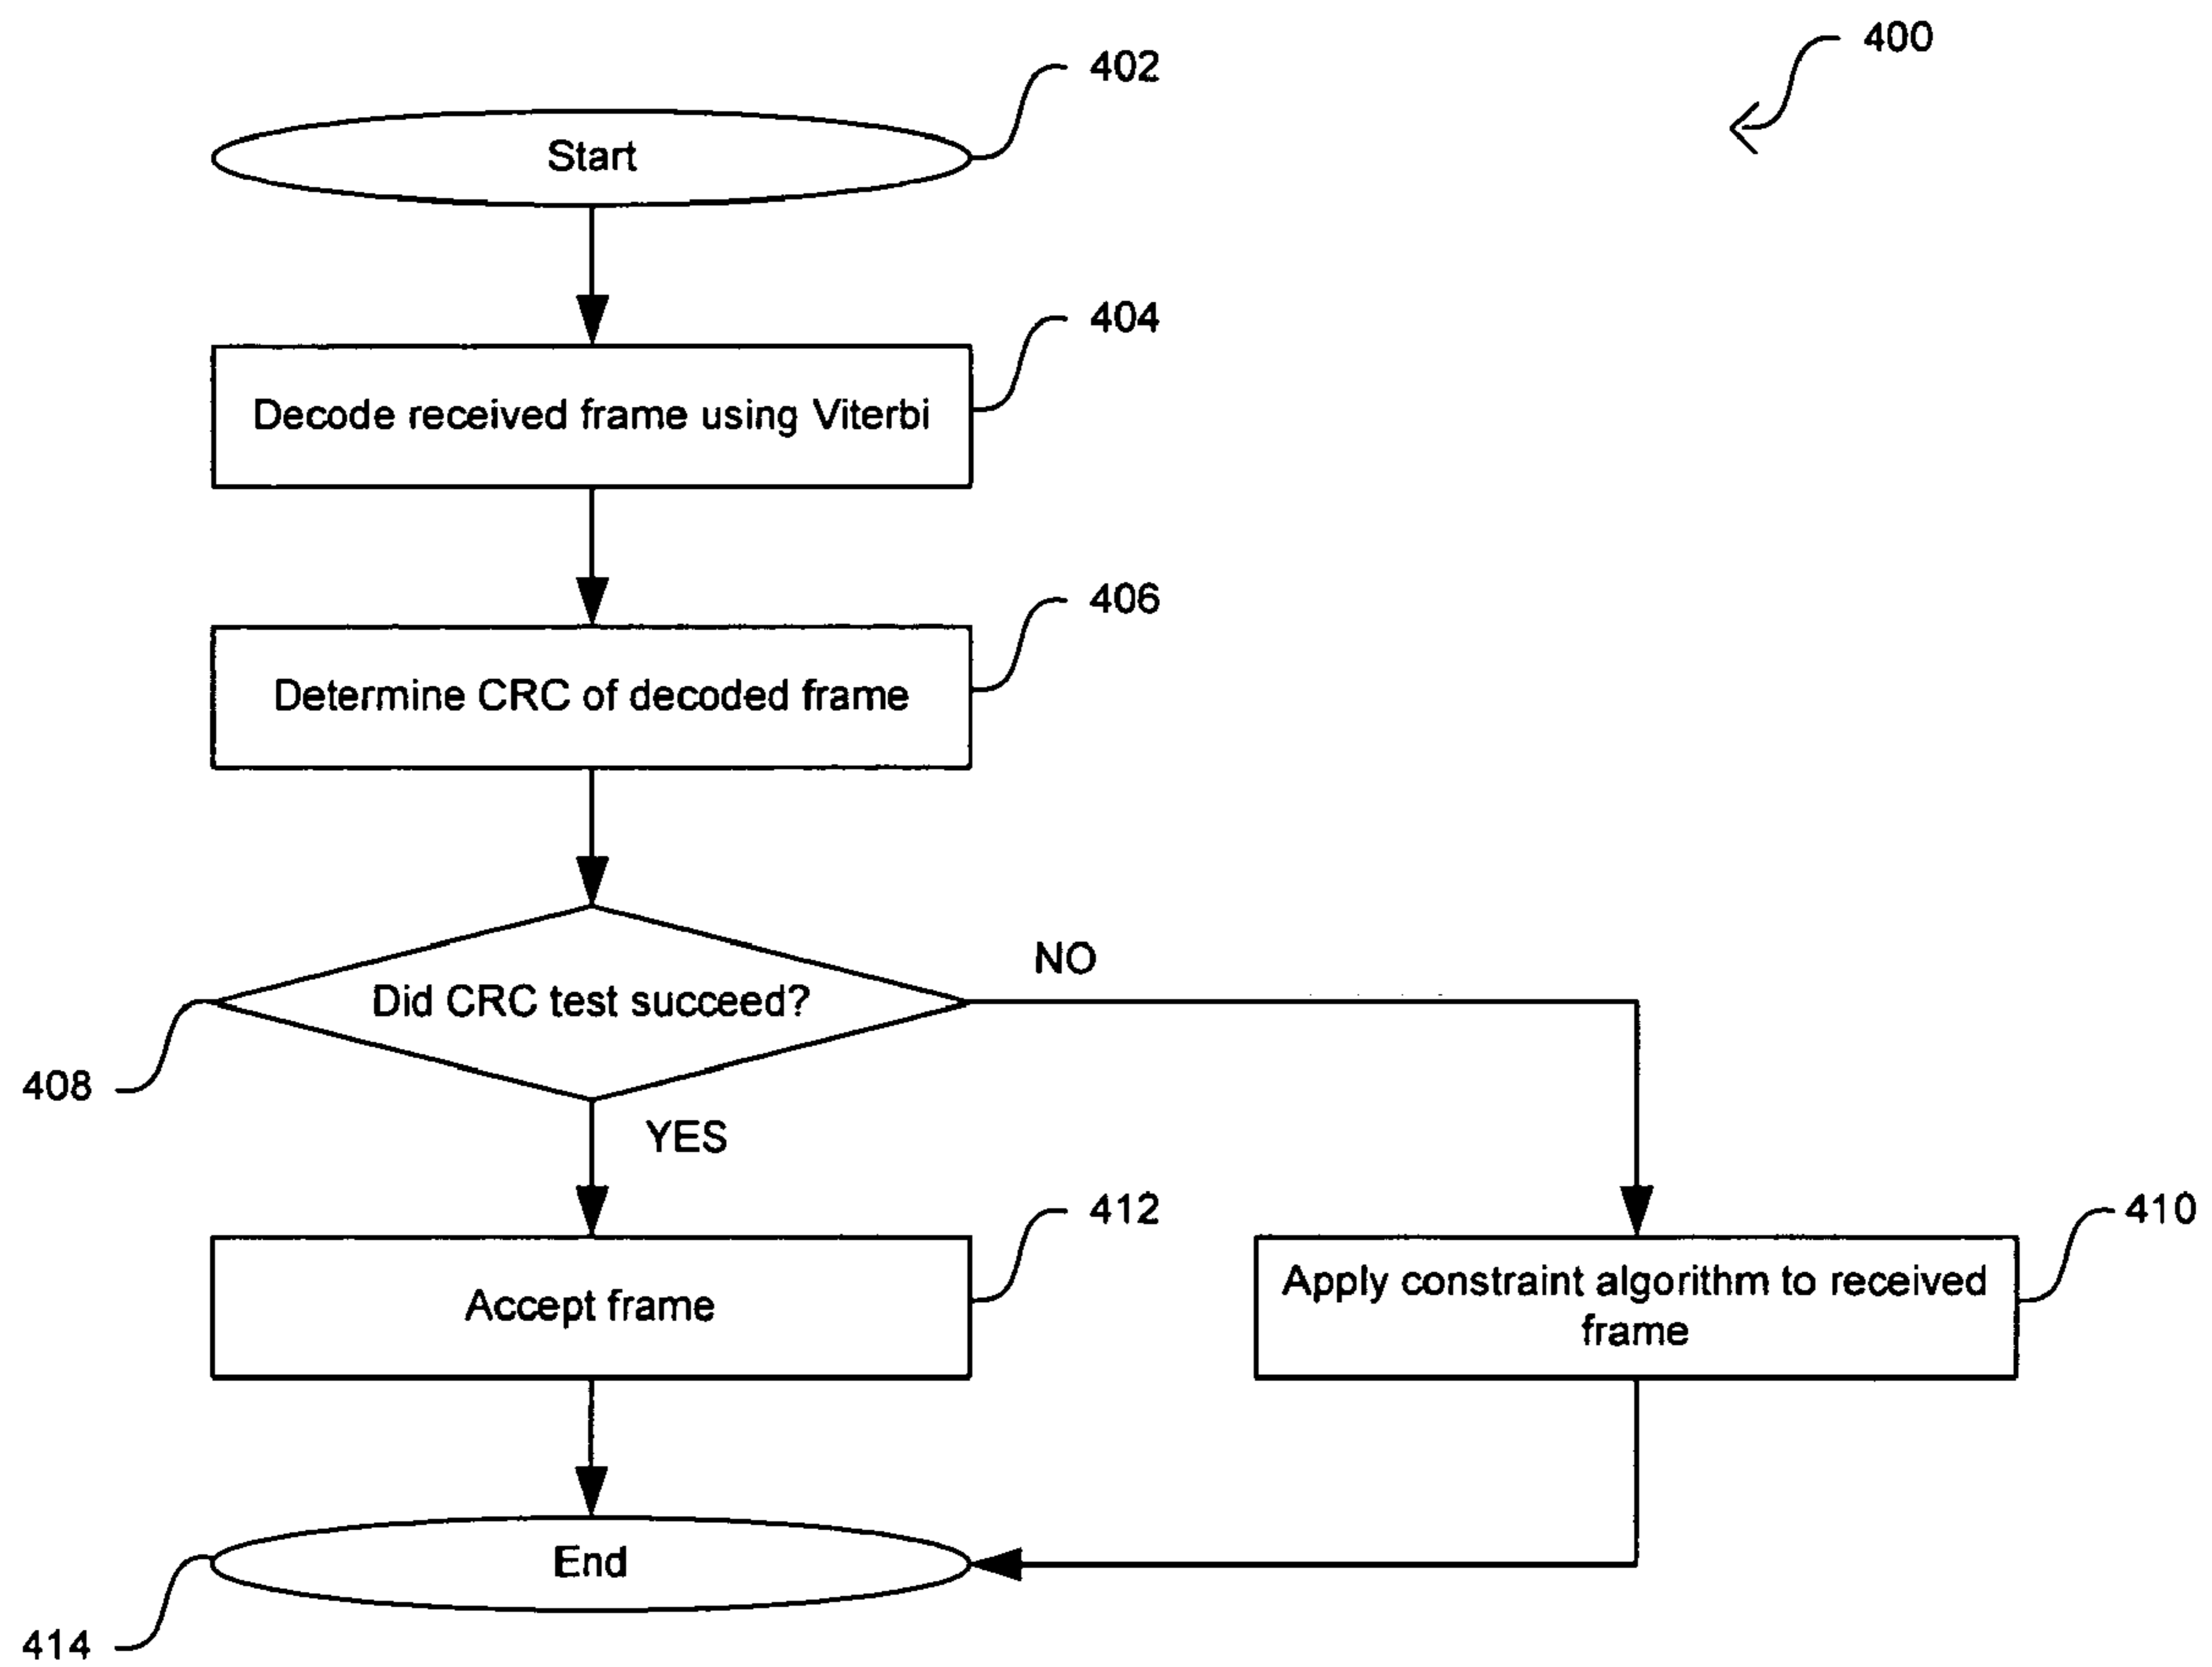 400
402
Start
404
Decode received frame using Viterbi
406
Determine CRC of decoded frame
NO
Did CRC test succeed?
408
YES
412
410
Accept frame
Apply constraint algorithm to received
frame
End
414